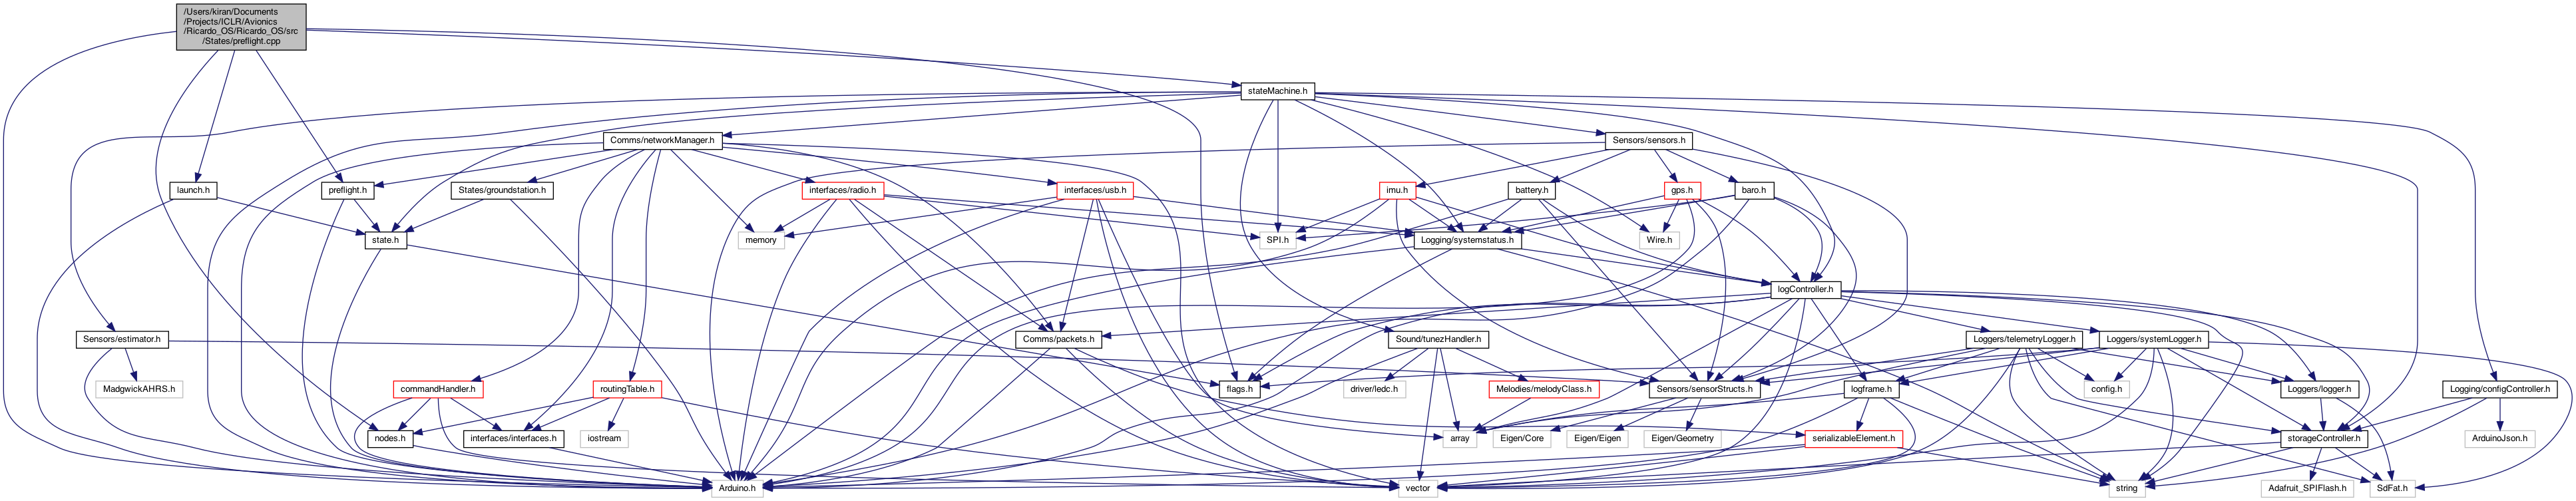 /Users/kiran/Documents
/Projects/ICLR/Avionics
/Ricardo_OS/Ricardo_OS/src
/States/preflight.cpp
stateMachine.h
Comms/networkManager.h
Sensors/sensors.h
launch.h
preflight.h
States/groundstation.h
interfaces/radio.h
interfaces/usb.h
imu.h
battery.h
gps.h
baro.h
state.h
memory
SPI.h
Logging/systemstatus.h
Wire.h
logController.h
Sensors/estimator.h
Comms/packets.h
Sound/tunezHandler.h
Loggers/telemetryLogger.h
Loggers/systemLogger.h
MadgwickAHRS.h
commandHandler.h
routingTable.h
flags.h
driver/ledc.h
Melodies/melodyClass.h
Sensors/sensorStructs.h
logframe.h
config.h
Loggers/logger.h
Logging/configController.h
nodes.h
interfaces/interfaces.h
iostream
array
Eigen/Core
Eigen/Eigen
Eigen/Geometry
serializableElement.h
storageController.h
ArduinoJson.h
Arduino.h
vector
string
Adafruit_SPIFlash.h
SdFat.h